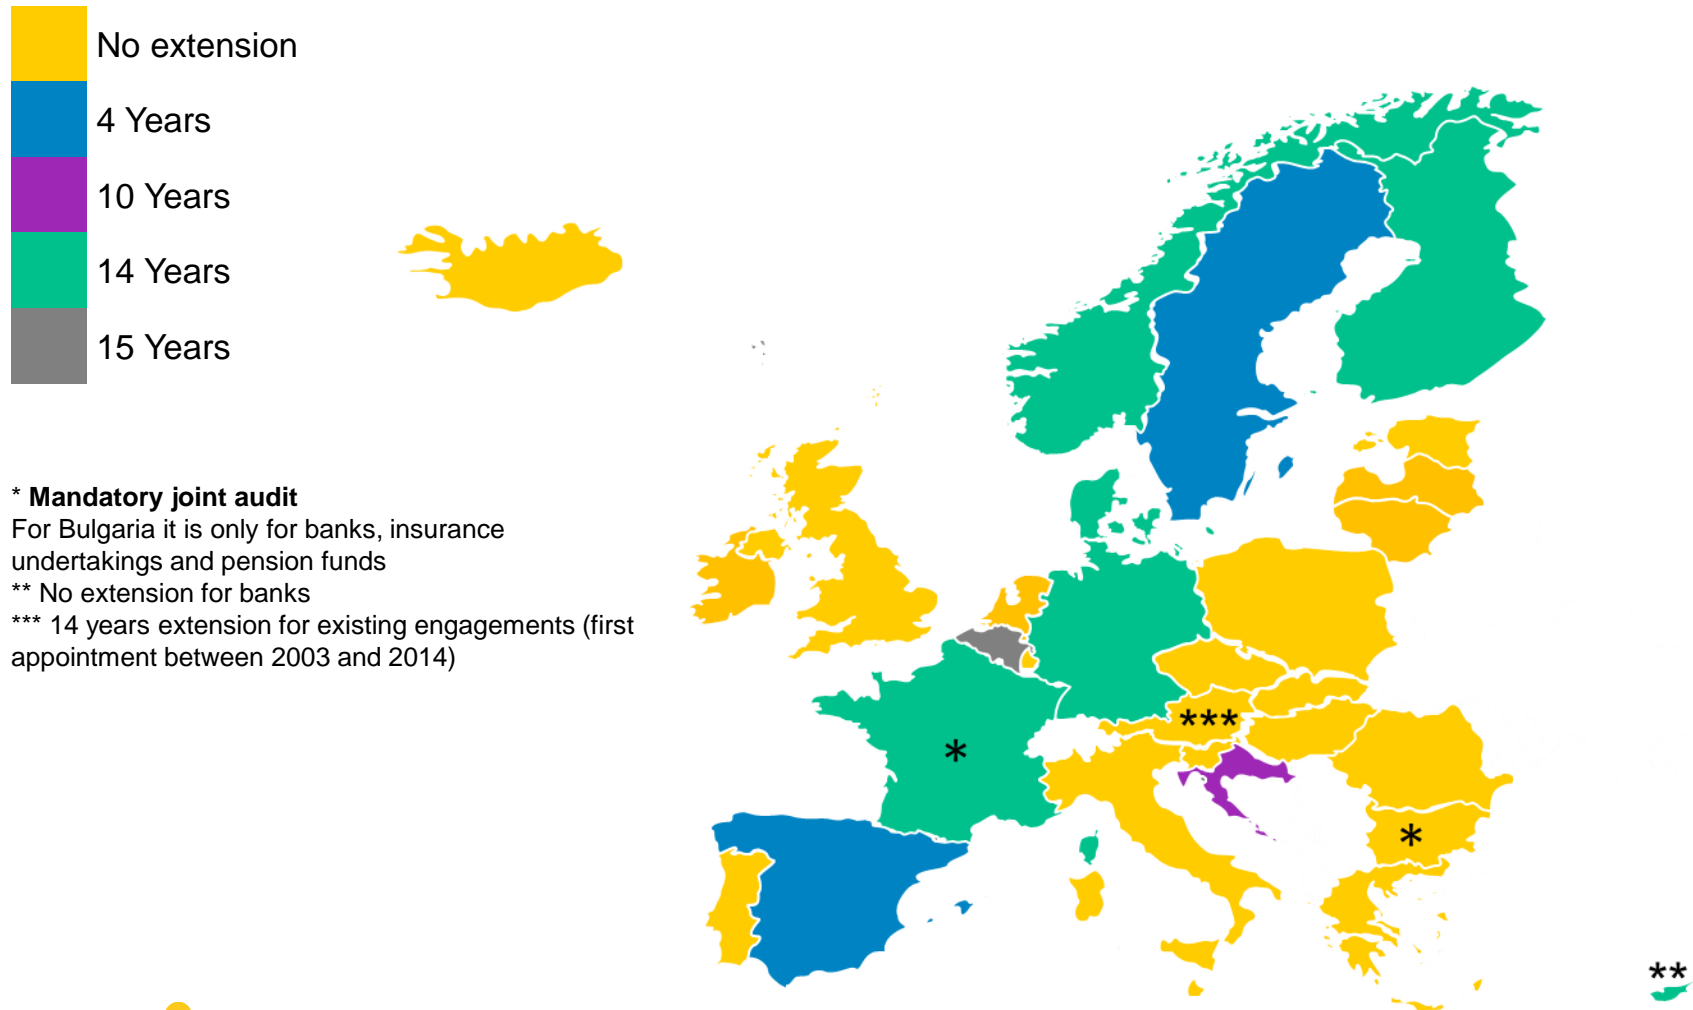 No extension
4 Years
10 Years
14 Years
15 Years
* Mandatory joint audit
For Bulgaria it is only for banks, insurance
undertakings and pension funds
** No extension for banks
*** 14 years extension for existing engagements (first
appointment between 2003 and 2014)
***
*
*
**